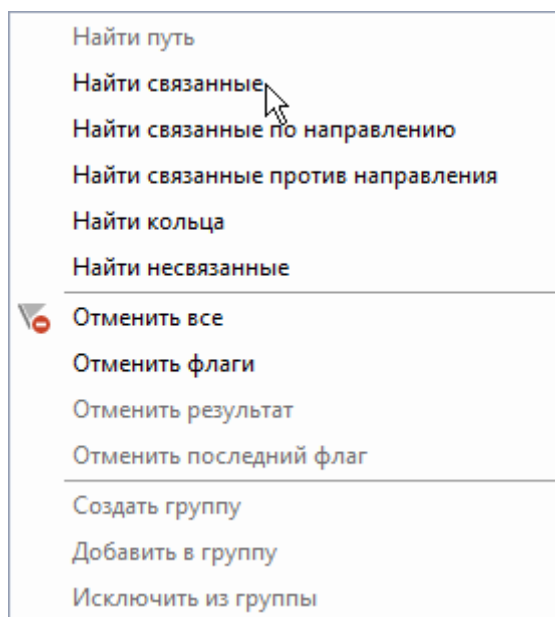 Найти путь
Найти связанные
Найти связанные по направлению
Найти связанные против направления
Найти кольца
Найти несвязанные
Отменить все
Отменить флаги
Отменить результат
Отменить последний флаг
Создать группу
Добавить в группу
Исключить из группы